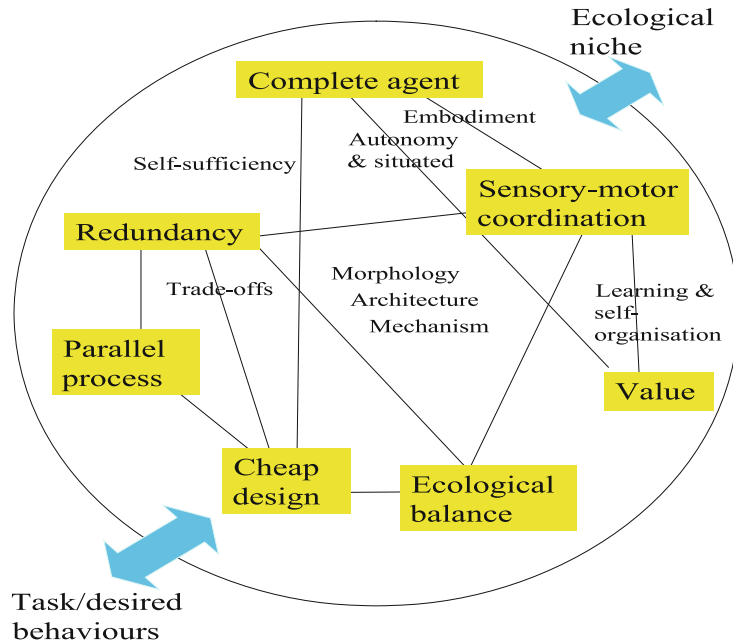 Ecological
niche
Complete agent
Embodiment
Autonomy
& situated
Self-sufficiency
Sensory-motor
coordination
Redundancy
Morphology
Architecture
Mechanism
Trade-offs
Learning &
self-
organisation
Parallel
process
Value
Cheap
design
Ecological
balance
Task/desired
behaviours